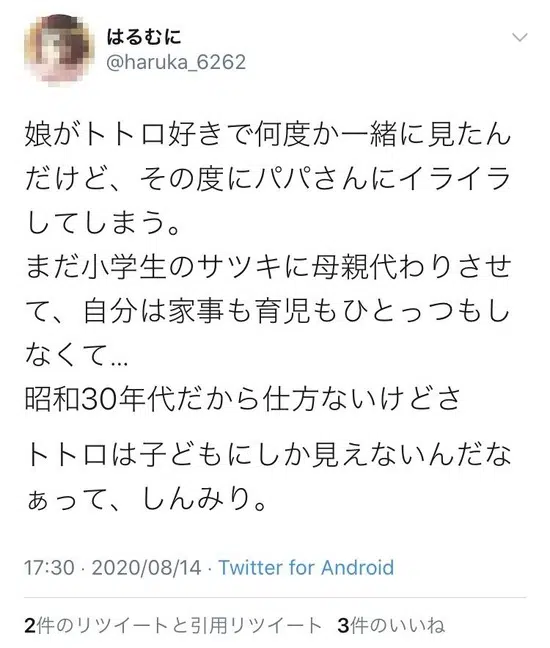 はるむに
@haruka_6262
娘がトトロ好きで何度か一緒に見たん
だけど、その度にパパさんにイライラ
してしまう。
まだ小学生のサツキに母親代わりさせ
て、自分は家事も育児もひとっつもし
なくて...
昭和30年代だから仕方ないけどさ
トトロは子どもにしか見えないんだな
ぁって、しんみり。
17:30 · 2020/08/14 · Twitter for Android
2件のリツイートと引用リツイート 3件のいいね